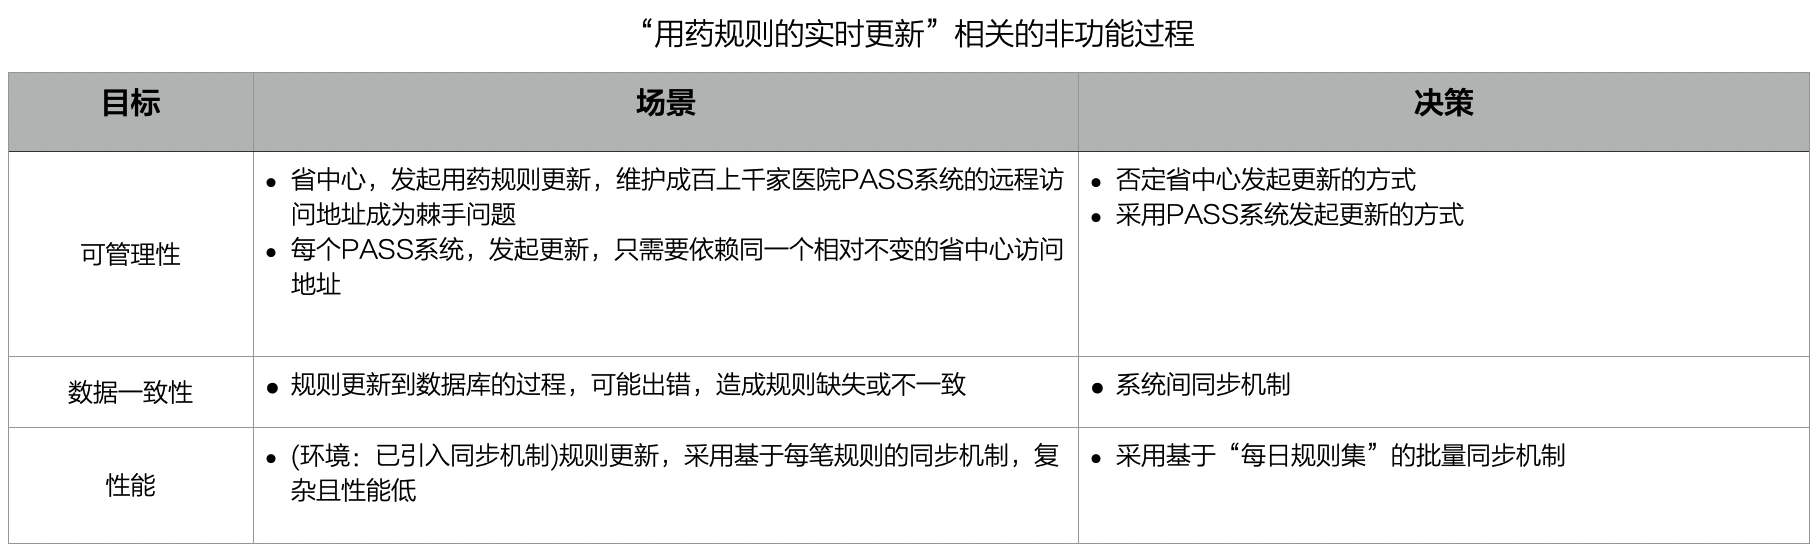 “用药规则的实时更新”相关的非功能过程
目标
场景
决策
可管理性
• 省中心，发起用药规则更新，维护成百上千家医院PASS系统的远程访
问地址成为棘手问题
• 每个PASS系统，发起更新，只需要依赖同一个相对不变的省中心访问
地址
• 否定省中心发起更新的方式
• 采用PASS系统发起更新的方式
数据一致性
• 规则更新到数据库的过程，可能出错，造成规则缺失或不一致
• 系统间同步机制
性能
• (环境：已引入同步机制)规则更新，采用基于每笔规则的同步机制，复
杂且性能低
• 采用基于“每日规则集”的批量同步机制